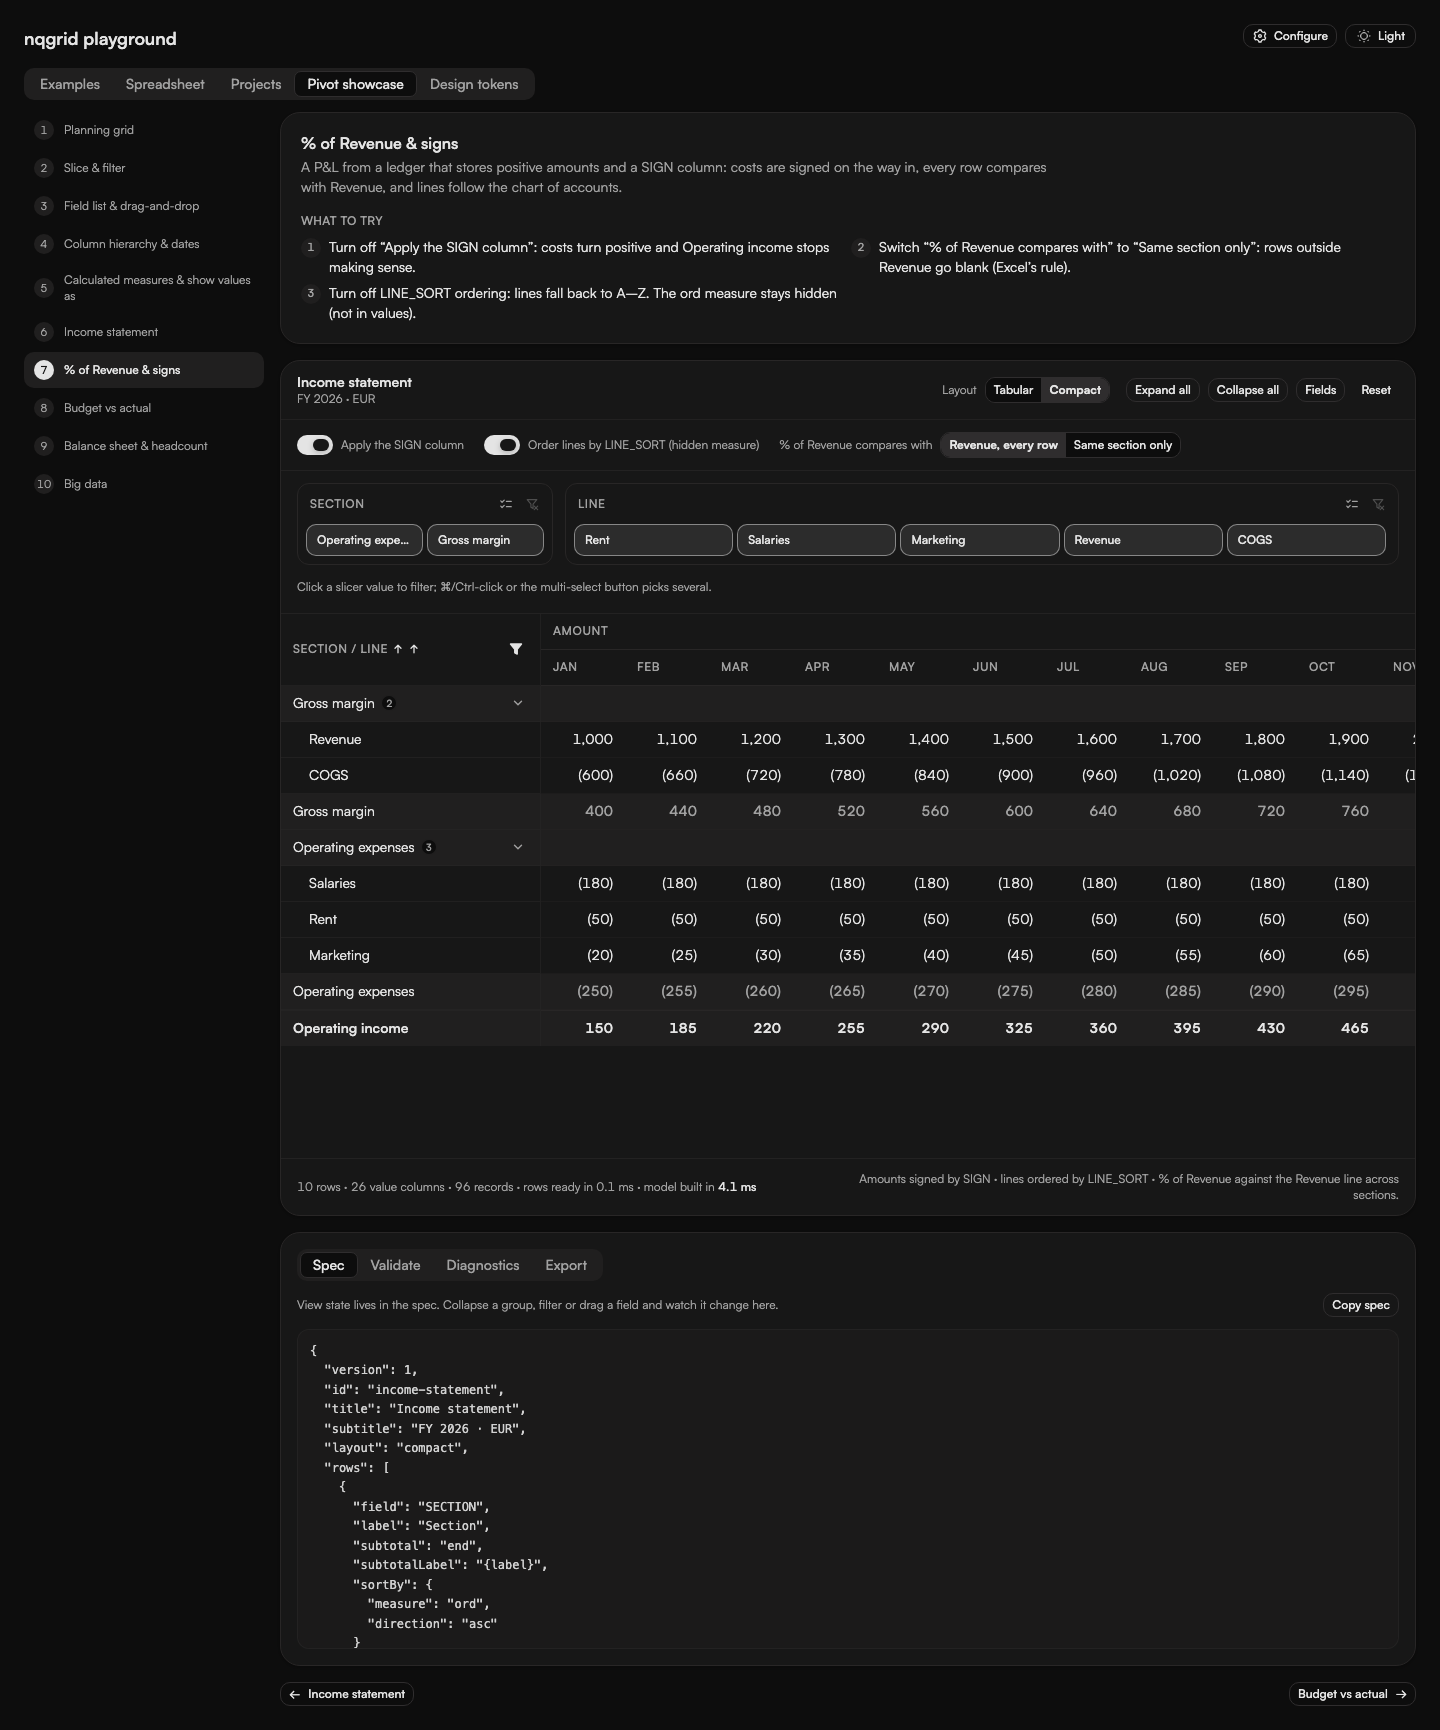 nqgrid playground
Configure
Light
Examples
Spreadsheet
Projects
Pivot showcase
Design tokens
1 Planning grid
2 Slice & filter
3 Field list & drag-and-drop
4 Column hierarchy & dates
5 Calculated measures & show values
as
6 Income statement
7 % of Revenue & signs
8 Budget vs actual
9 Balance sheet & headcount
10 Big data
% of Revenue & signs
A P&L from a ledger that stores positive amounts and a SIGN column: costs are signed on the way in, every row compares
with Revenue, and lines follow the chart of accounts.
WHAT TO TRY
1 Turn off “Apply the SIGN column”: costs turn positive and Operating income stops
making sense.
2 Switch “% of Revenue compares with” to “Same section only”: rows outside
Revenue go blank (Excel’s rule).
3 Turn off LINE_SORT ordering: lines fall back to A–Z. The ord measure stays hidden
(not in values).
Income statement
FY 2026 · EUR
Layout
Tabular
Compact
Expand all
Collapse all
Fields
Reset
Apply the SIGN column
Order lines by LINE_SORT (hidden measure)
% of Revenue compares with
Revenue, every row
Same section only
SECTION
Operating expe...
Gross margin
LINE
Rent
Salaries
Marketing
Revenue
COGS
Click a slicer value to filter; ⌘/Ctrl-click or the multi-select button picks several.
SECTION / LINE ↑ ↑
AMOUNT
JAN FEB MAR APR MAY JUN JUL AUG SEP OCT NOV
Gross margin 2
Revenue 1,000 1,100 1,200 1,300 1,400 1,500 1,600 1,700 1,800 1,900
COGS (600) (660) (720) (780) (840) (900) (960) (1,020) (1,080) (1,140)
Gross margin 400 440 480 520 560 600 640 680 720 760
Operating expenses 3
Salaries (180) (180) (180) (180) (180) (180) (180) (180) (180) (180)
Rent (50) (50) (50) (50) (50) (50) (50) (50) (50) (50)
Marketing (20) (25) (30) (35) (40) (45) (50) (55) (60) (65)
Operating expenses (250) (255) (260) (265) (270) (275) (280) (285) (290) (295)
Operating income 150 185 220 255 290 325 360 395 430 465
10 rows · 26 value columns · 96 records · rows ready in 0.1 ms · model built in 4.1 ms
Amounts signed by SIGN · lines ordered by LINE_SORT · % of Revenue against the Revenue line across
sections.
Spec
Validate
Diagnostics
Export
View state lives in the spec. Collapse a group, filter or drag a field and watch it change here.
Copy spec
{
"version": 1,
"id": "income-statement",
"title": "Income statement",
"subtitle": "FY 2026 · EUR",
"layout": "compact",
"rows": [
{
"field": "SECTION",
"label": "Section",
"subtotal": "end",
"subtotalLabel": "{label}",
"sortBy": {
"measure": "ord",
"direction": "asc"
}
← Income statement
Budget vs actual →